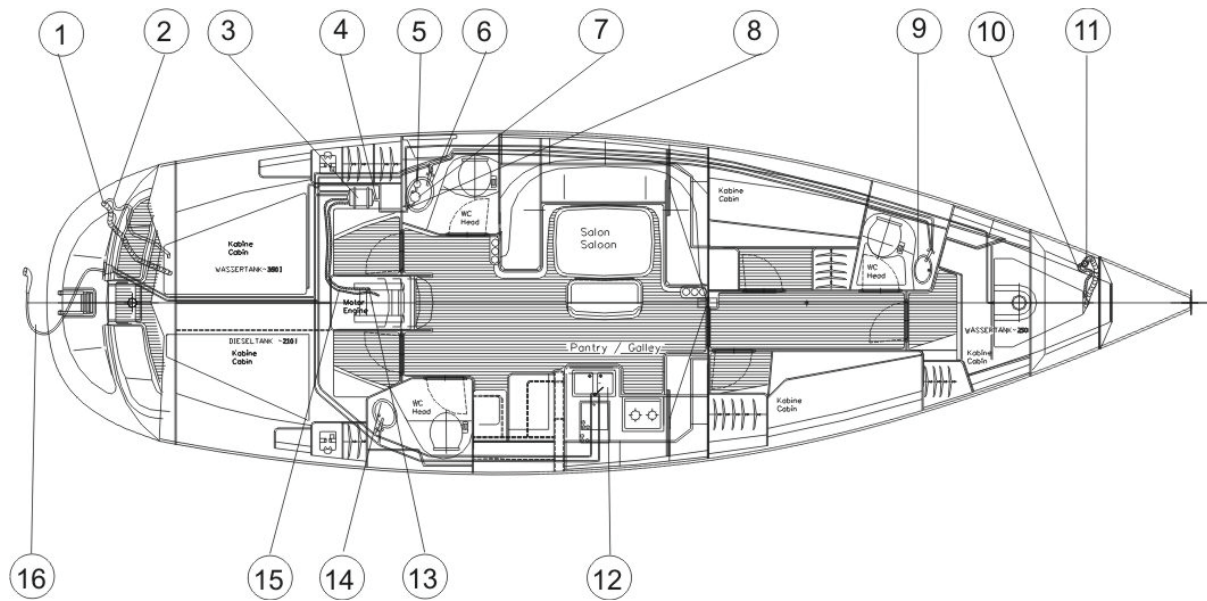 1
2
3
4
5
6
7
8
9
10
11
Kabine
Cabin
WC
Head
Salon
Saloon
Kabine
Cabin
WC
Head
Kabine
Cabin
Motor
Engine
DIESELTANK
Kabine
Cabin
Pantry / Galley
WASSERTANK
Kabine
Cabin
WC
Head
Kabine
Cabin
16
15
14
13
12